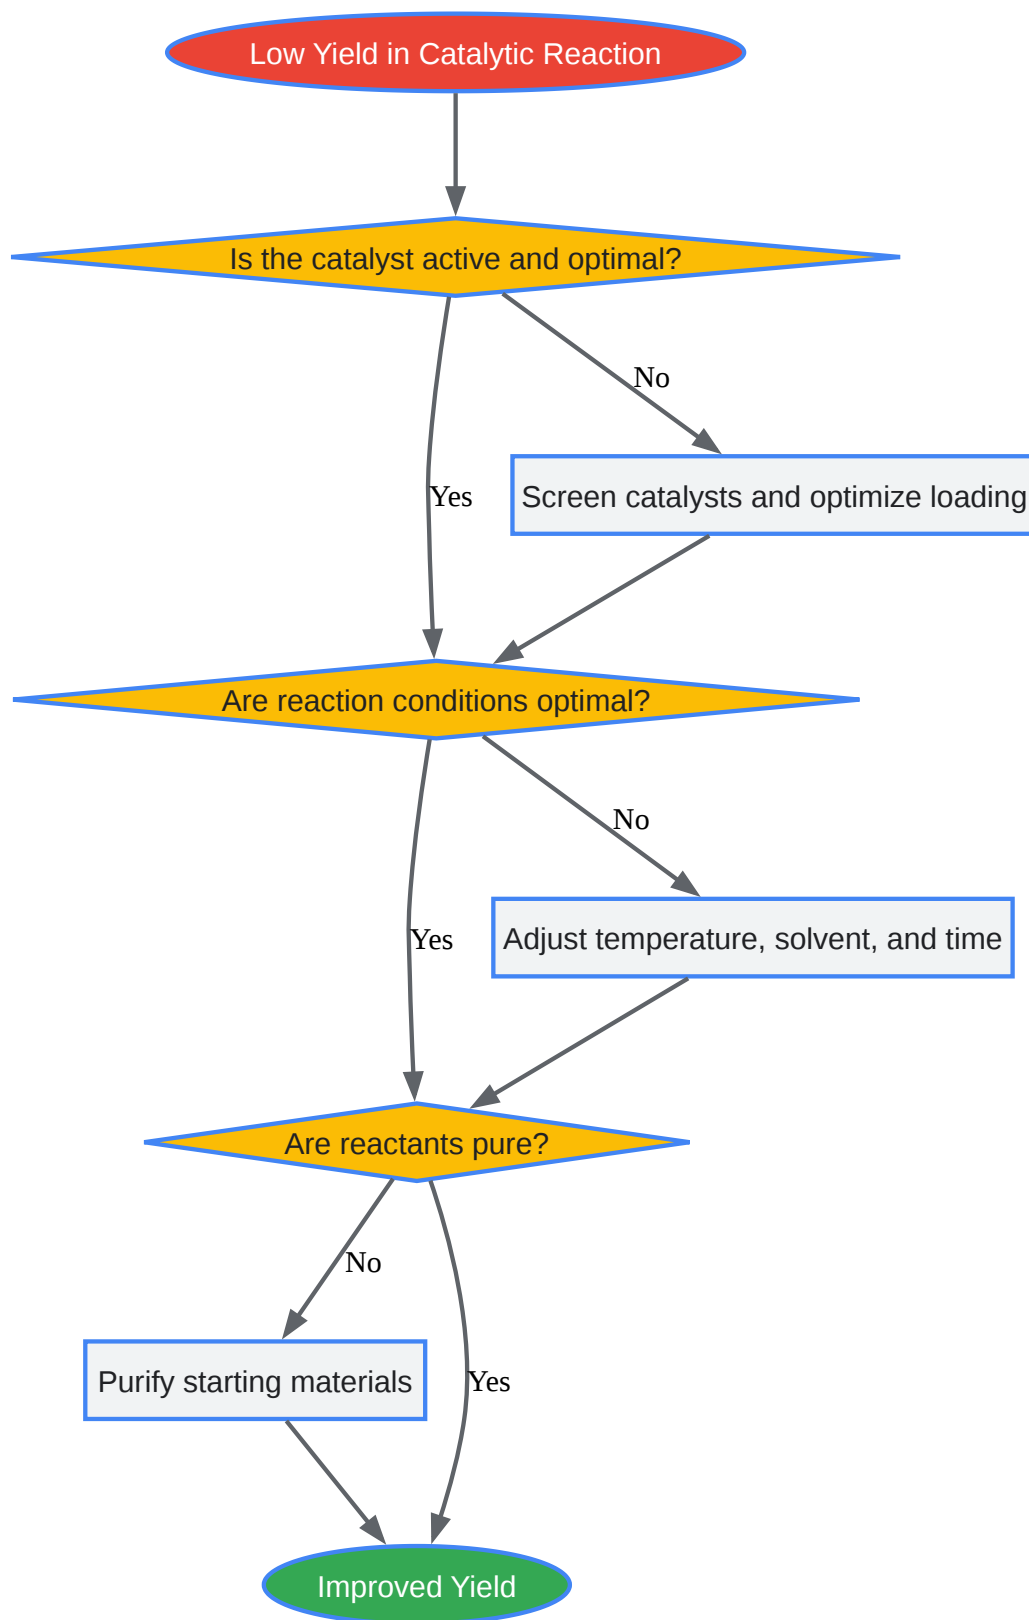 Low Yield in Catalytic Reaction
Is the catalyst active and optimal?
No
Yes
Screen catalysts and optimize loading
Are reaction conditions optimal?
No
Yes
Adjust temperature, solvent, and time
Are reactants pure?
No
Purify starting materials
Yes
Improved Yield